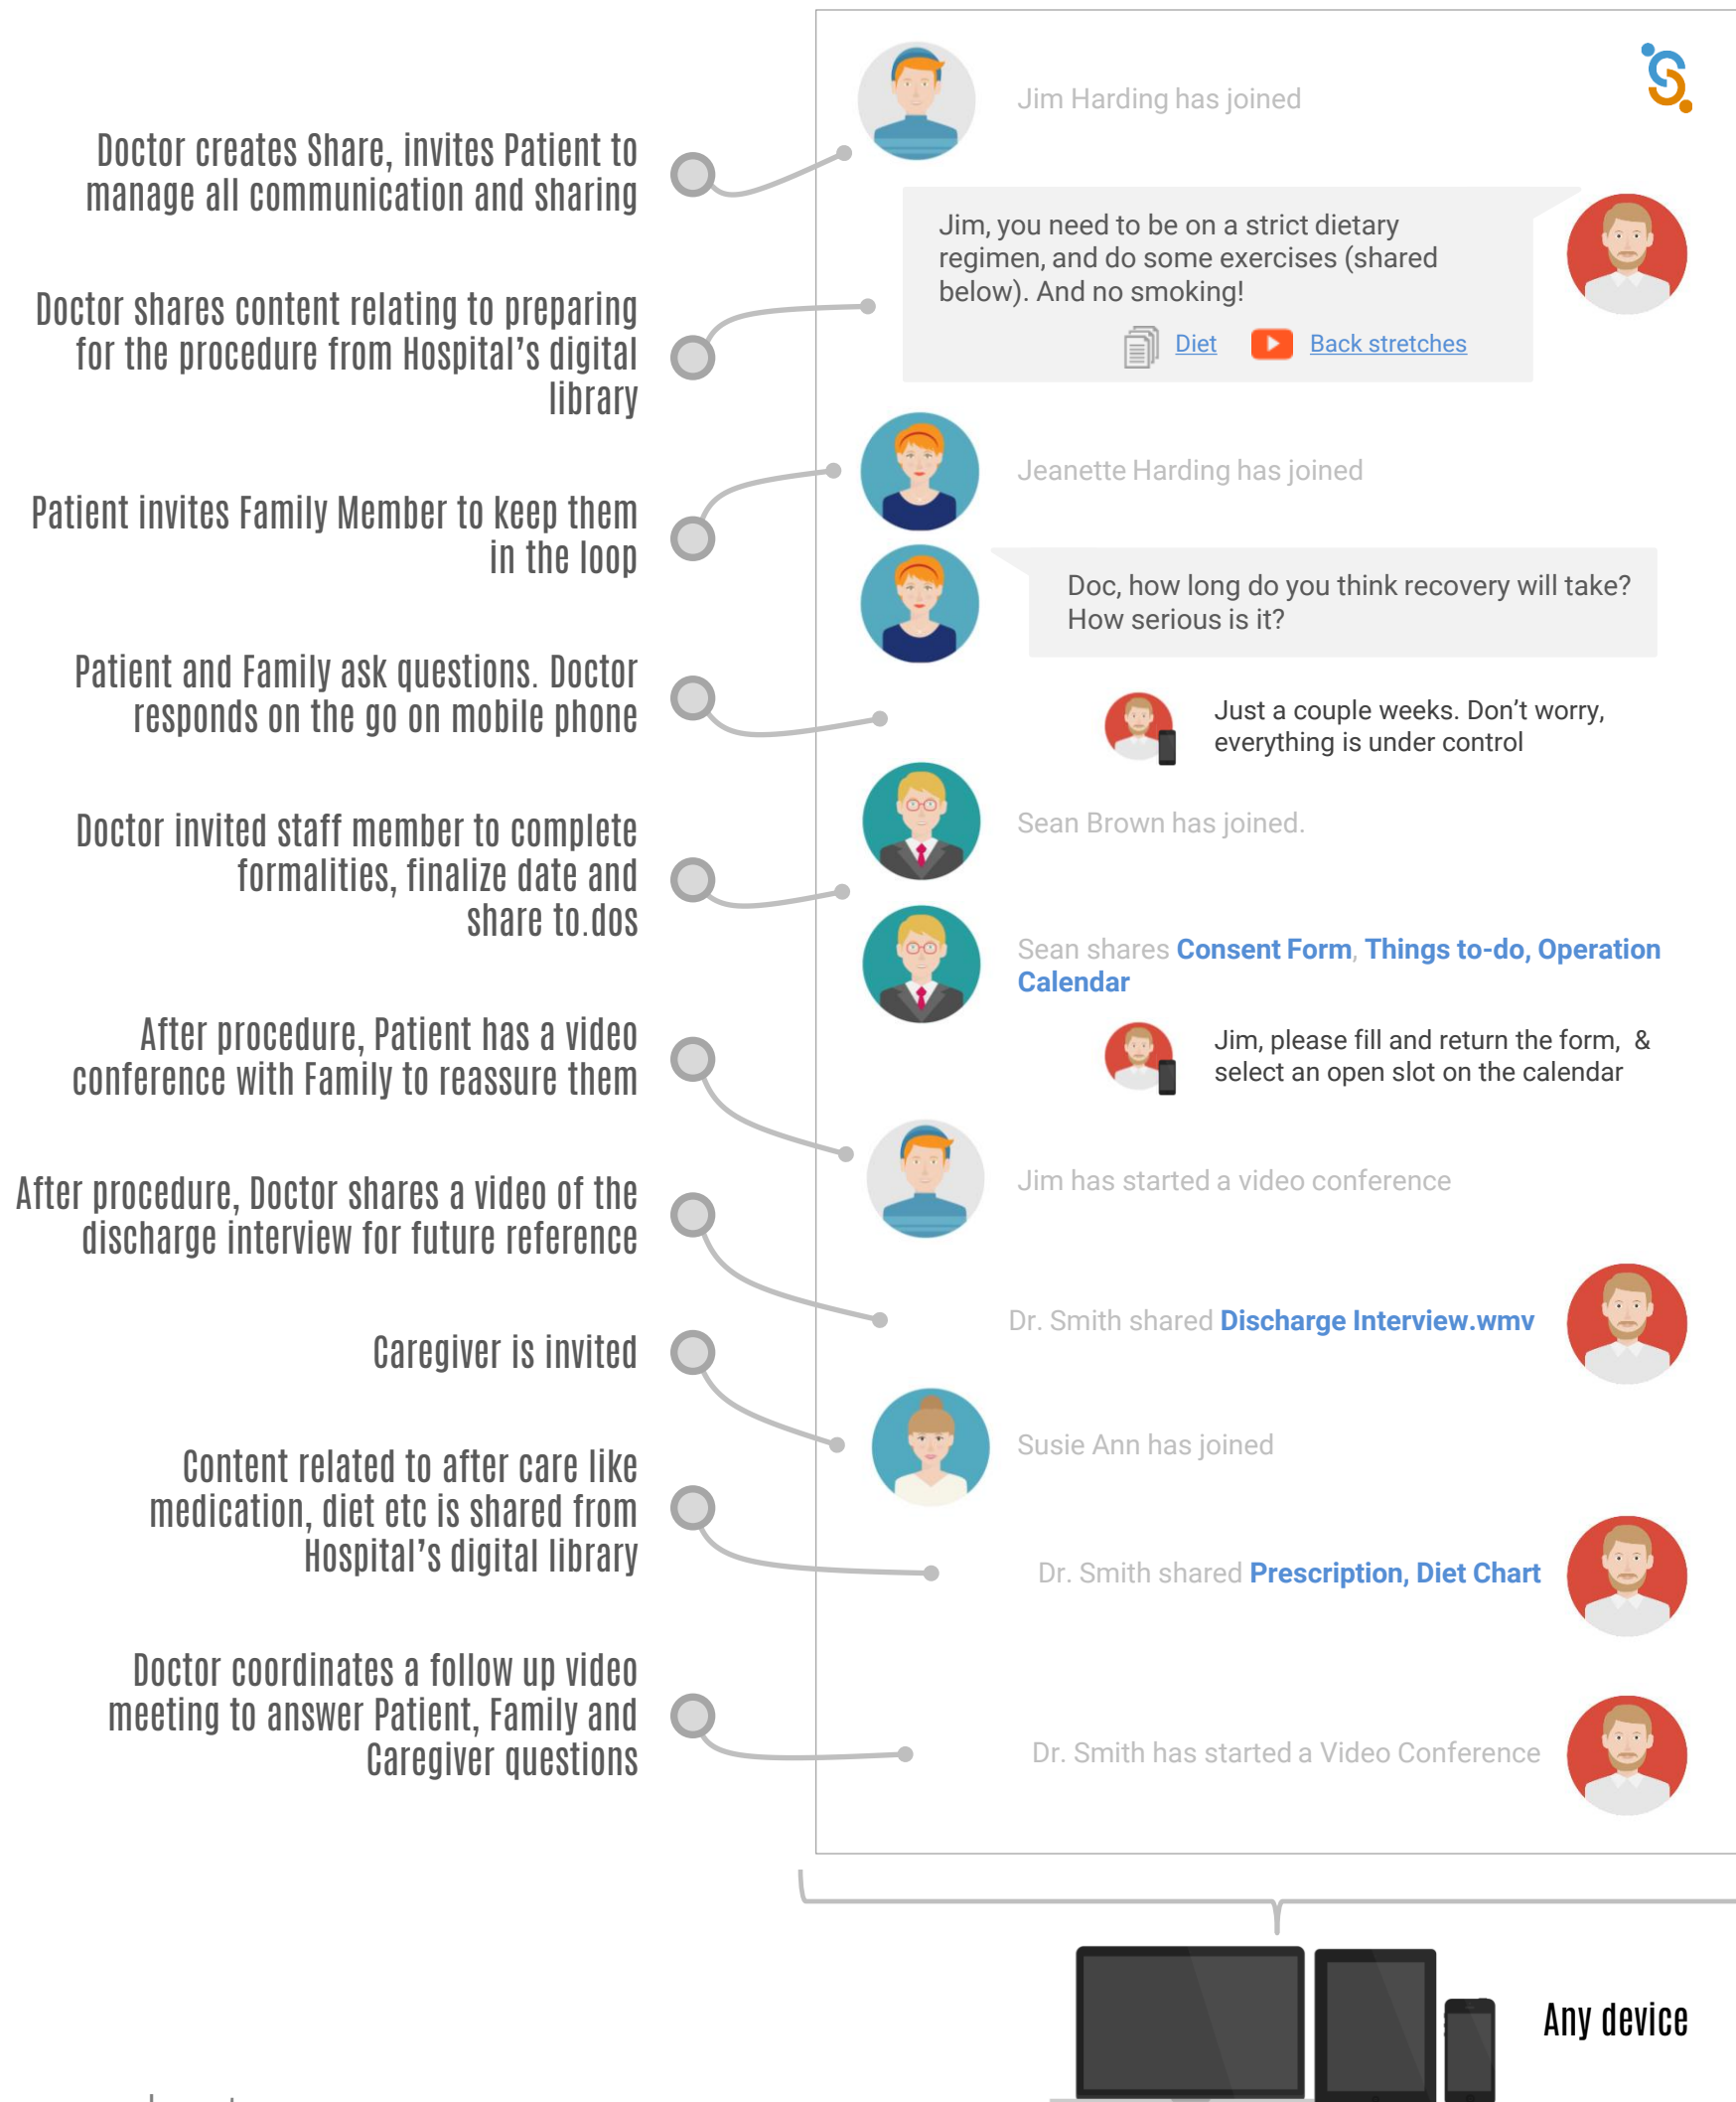 Doctor creates Share, invites Patient to
manage all communication and sharing
Doctor shares content relating to preparing
for the procedure from Hospital's digital
library
Patient invites Family Member to keep them
in the loop
Patient and Family ask questions. Doctor
responds on the go on mobile phone
Doctor invited staff member to complete
formalities, finalize date and
share to.dos
After procedure, Patient has a video
conference with Family to reassure them
After procedure, Doctor shares a video of the
discharge interview for future reference
Caregiver is invited
Content related to after care like
medication, diet etc is shared from
Hospital's digital library
Doctor coordinates a follow up video
meeting to answer Patient, Family and
Caregiver questions
Jim Harding has joined
Jim, you need to be on a strict dietary
regimen, and do some exercises (shared
below). And no smoking!
Diet Back stretches
Jeanette Harding has joined
Doc, how long do you think recovery will take?
How serious is it?
Just a couple weeks. Don't worry,
everything is under control
Sean Brown has joined.
Sean shares Consent Form, Things to-do, Operation
Calendar
Jim, please fill and return the form, &
select an open slot on the calendar
Jim has started a video conference
Dr. Smith shared Discharge Interview.wmv
Susie Ann has joined
Dr. Smith shared Prescription, Diet Chart
Dr. Smith has started a Video Conference
Any device